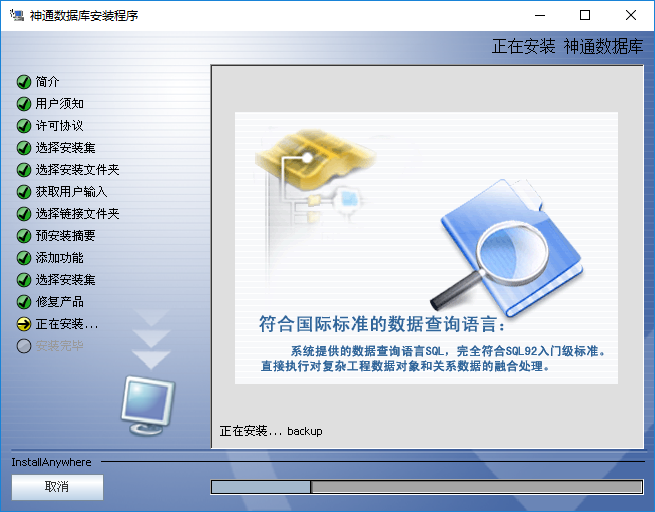 神通数据库安装程序
正在安装 神通数据库
简介
用户须知
许可协议
选择安装集
选择安装文件夹
获取用户输入
选择链接文件夹
预安装摘要
添加功能
选择安装集
修复产品
正在安装...
安装完毕
符合国际标准的数据查询语言：
系统提供的数据查询语言SQL，完全符合SQL92入门级标准。
直接执行对复杂工程数据对象和关系数据的融合处理。
正在安装... backup
InstallAnywhere
取消